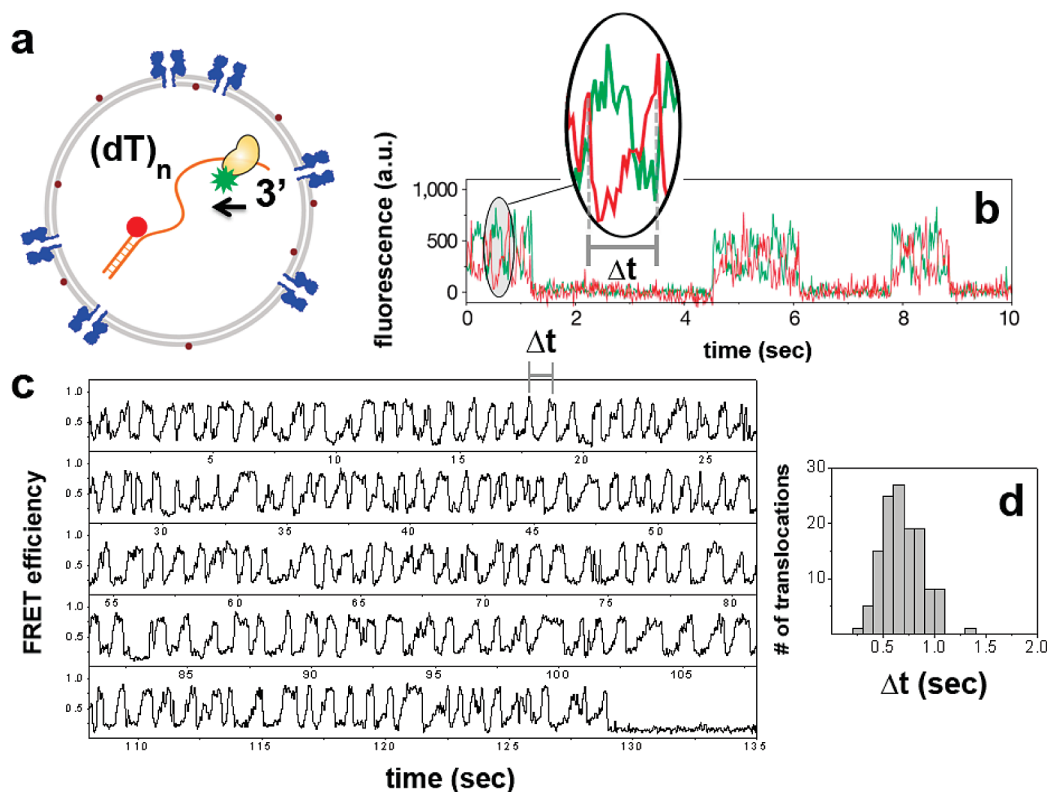 a
(dT)n
3’
fluorescence (a.u.)
1,000
500
0
b
Δt
0 2 4 6 8 10
time (sec)
Δt
c
FRET efficiency
1.0
0.5
5 10 15 20 25
1.0
0.5
30 35 40 45 50
1.0
0.5
55 60 65 70 75 80
1.0
0.5
85 90 95 100 105
1.0
0.5
110 115 120 125 130 135
time (sec)
# of translocations
30
20
10
d
0.5 1.0 1.5 2.0
Δt (sec)